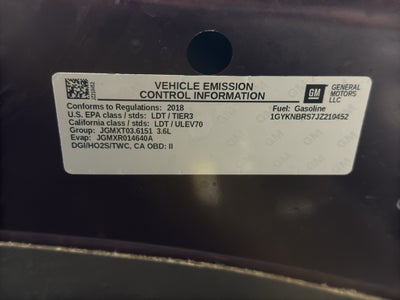 VEHICLE EMISSION
CONTROL INFORMATION
GM
GENERAL
MOTORS
LLC
Conforms to Regulations: 2018
Fuel: Gasoline
U.S. EPA class / stds: LDT / TIER3
1GYKNBRS7JZ210452
California class / stds: LDT / ULEV70
Group: JGMXT03.6151 3.6L
Evap: JGMXR014640A
DGI/HO2S/TWC, CA OBD: II